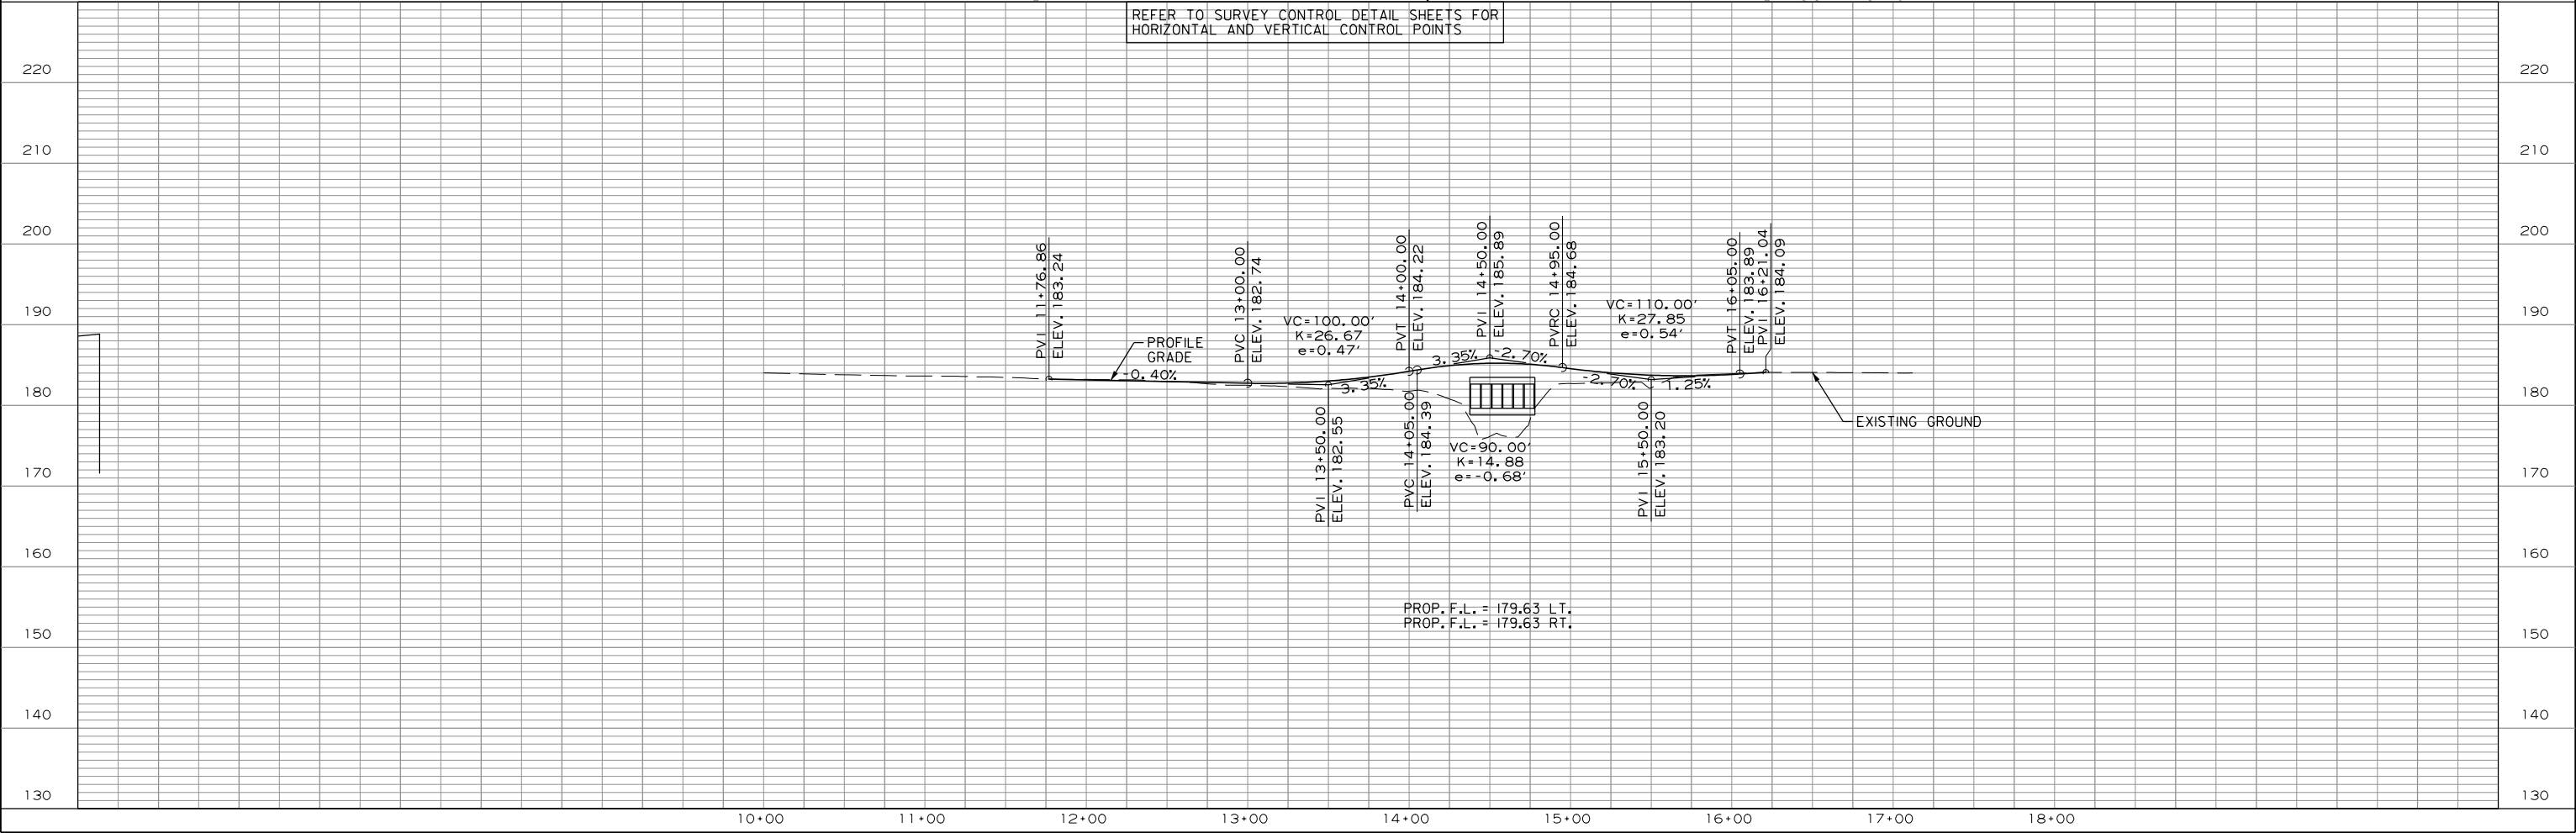 REFER TO SURVEY CONTROL DETAIL SHEETS FOR
HORIZONTAL AND VERTICAL CONTROL POINTS
220
220
210
210
200
200
190
190
180
180
170
170
160
160
150
150
140
140
130
130
PVI 11+76.86
ELEV. 183.24
PROFILE
GRADE
-0.40%
PVC 13+00.00
ELEV. 182.74
VC=100.00'
K=26.67
e=0.47'
3.35%
PVI 13+50.00
ELEV. 182.55
PVT 14+00.00
ELEV. 184.22
PVC 14+05.00
ELEV. 184.39
3.35%
PVI 14+50.00
ELEV. 185.89
-2.70%
VC=90.00'
K=14.88
e=-0.68'
PVRC 14+95.00
ELEV. 184.68
VC=110.00'
K=27.85
e=0.54'
-2.70%
1.25%
PVI 15+50.00
ELEV. 183.20
PVT 16+05.00
ELEV. 183.89
PVI 16+21.04
ELEV. 184.09
EXISTING GROUND
PROP. F.L. = 179.63 LT.
PROP. F.L. = 179.63 RT.
10+00
11+00
12+00
13+00
14+00
15+00
16+00
17+00
18+00